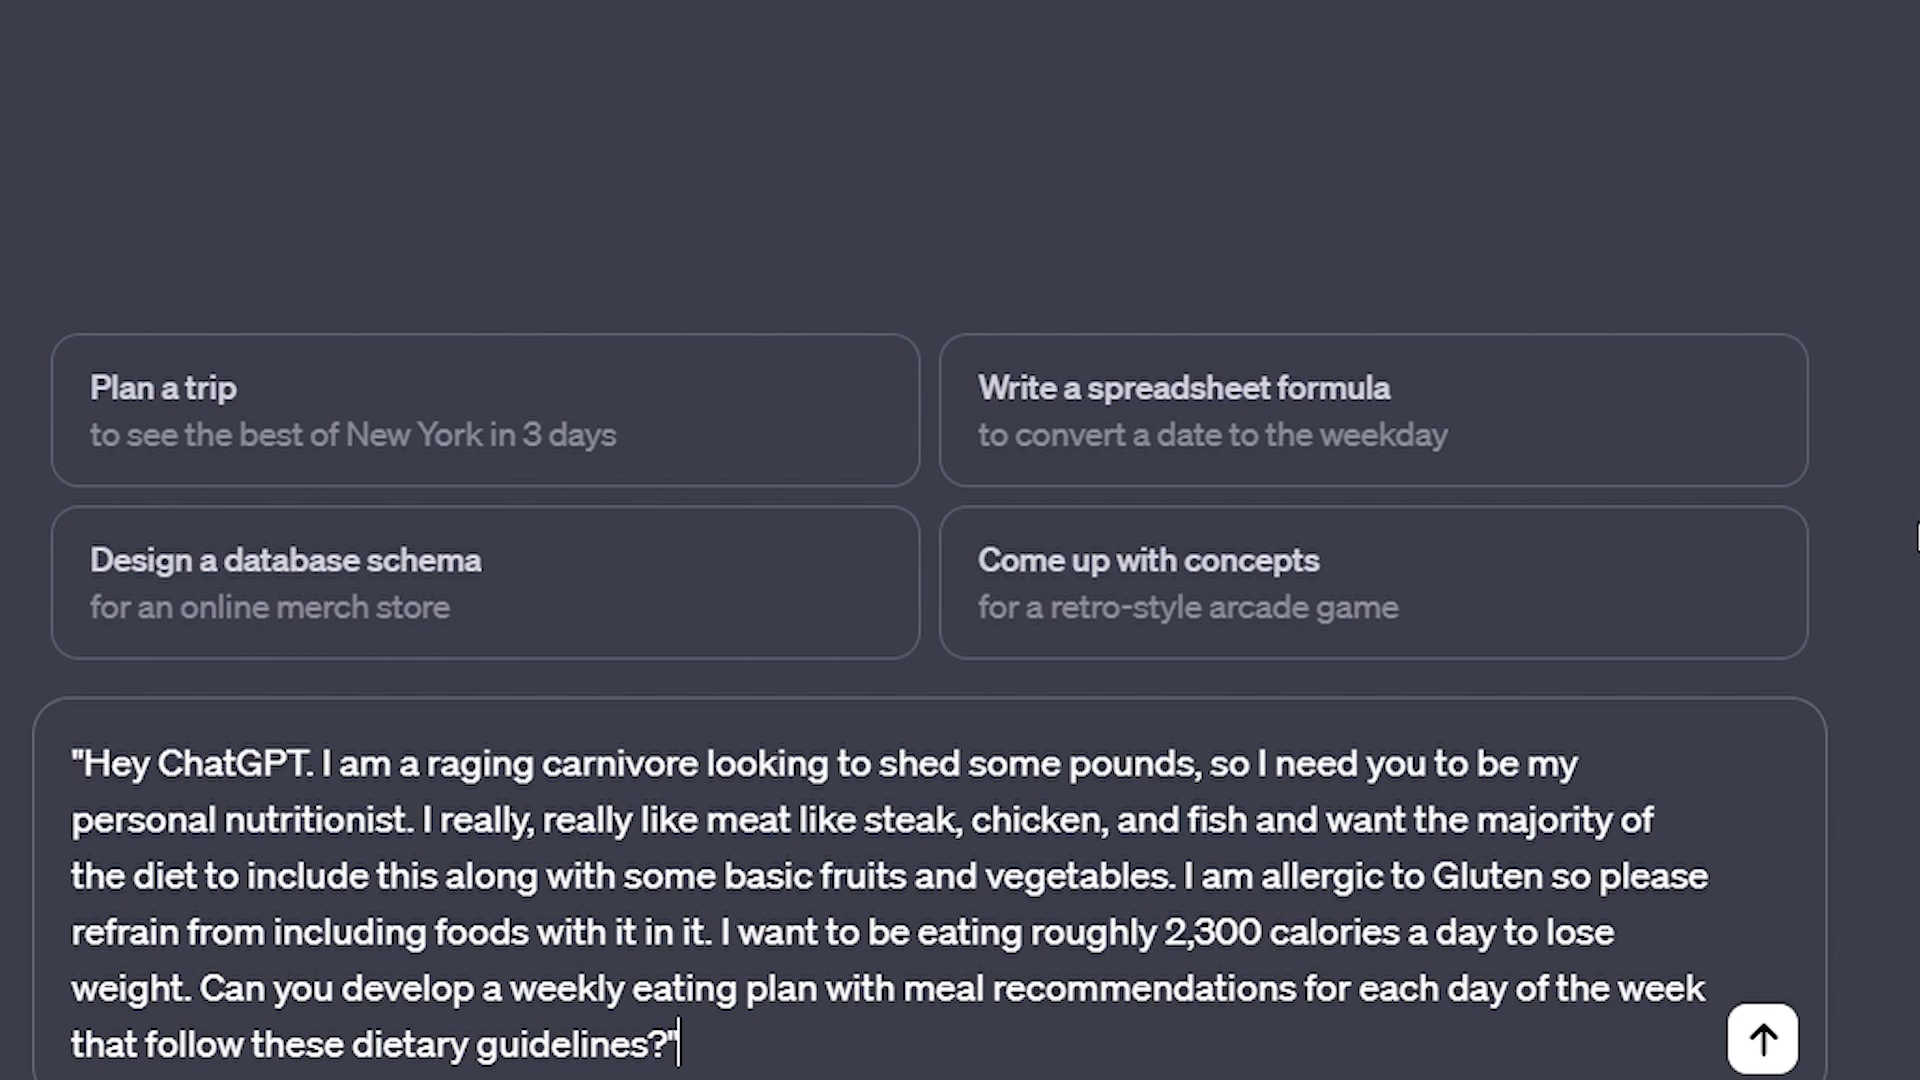 Plan a trip
to see the best of New York in 3 days
Write a spreadsheet formula
to convert a date to the weekday
Design a database schema
for an online merch store
Come up with concepts
for a retro-style arcade game
"Hey ChatGPT. I am a raging carnivore looking to shed some pounds, so I need you to be my
personal nutritionist. I really, really like meat like steak, chicken, and fish and want the majority of
the diet to include this along with some basic fruits and vegetables. I am allergic to Gluten so please
refrain from including foods with it in it. I want to be eating roughly 2,300 calories a day to lose
weight. Can you develop a weekly eating plan with meal recommendations for each day of the week
that follow these dietary guidelines?"